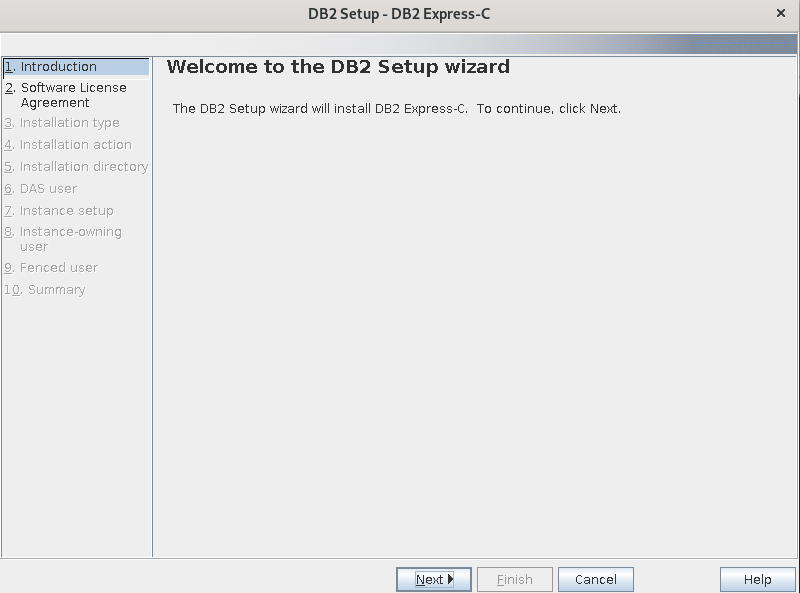 DB2 Setup - DB2 Express-C
1. Introduction
2. Software License
Agreement
3. Installation type
4. Installation action
5. Installation directory
6. DAS user
7. Instance setup
8. Instance-owning
user
9. Fenced user
10. Summary
Welcome to the DB2 Setup wizard
The DB2 Setup wizard will install DB2 Express-C. To continue, click Next.
Next
Finish
Cancel
Help